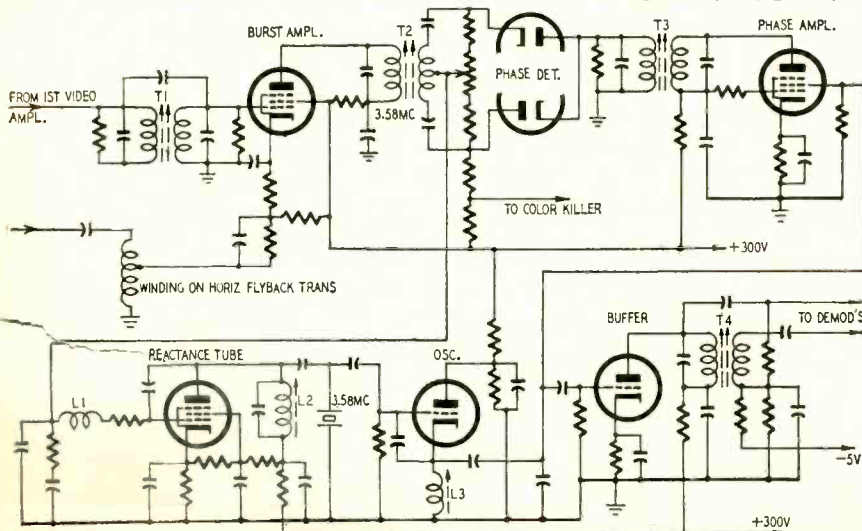 BURST AMPL.
T2
T3
PHASE AMPL.
PHASE DET.
FROM IST VIDEO
AMPL.
T1
3.58MC
TO COLOR KILLER
+300V
WINDING ON HORIZ FLYBACK TRANS
BUFFER
T4
TO DEMOD'S
REACTANCE TUBE
OSC.
L1
L2
3.58MC
L3
-5V
+300V